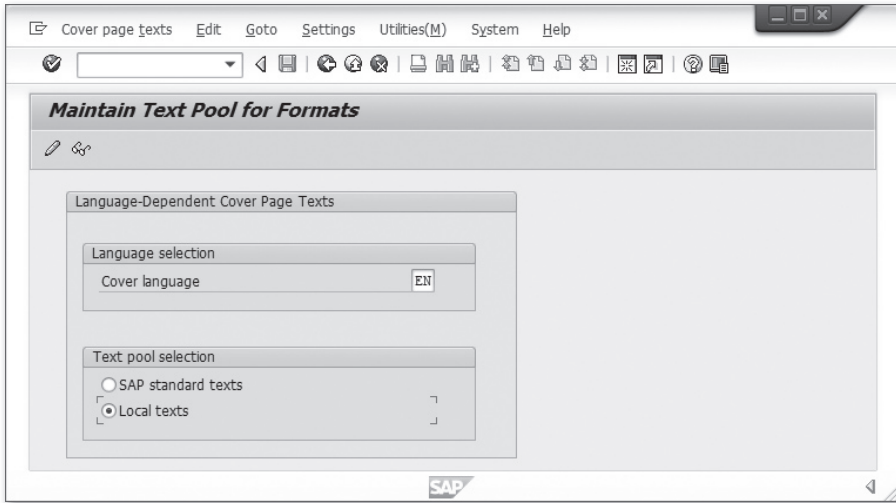 Cover page texts Edit Goto Settings Utilities(M) System Help
Maintain Text Pool for Formats
Language-Dependent Cover Page Texts
Language selection
Cover language EN
Text pool selection
SAP standard texts
Local texts
SAP